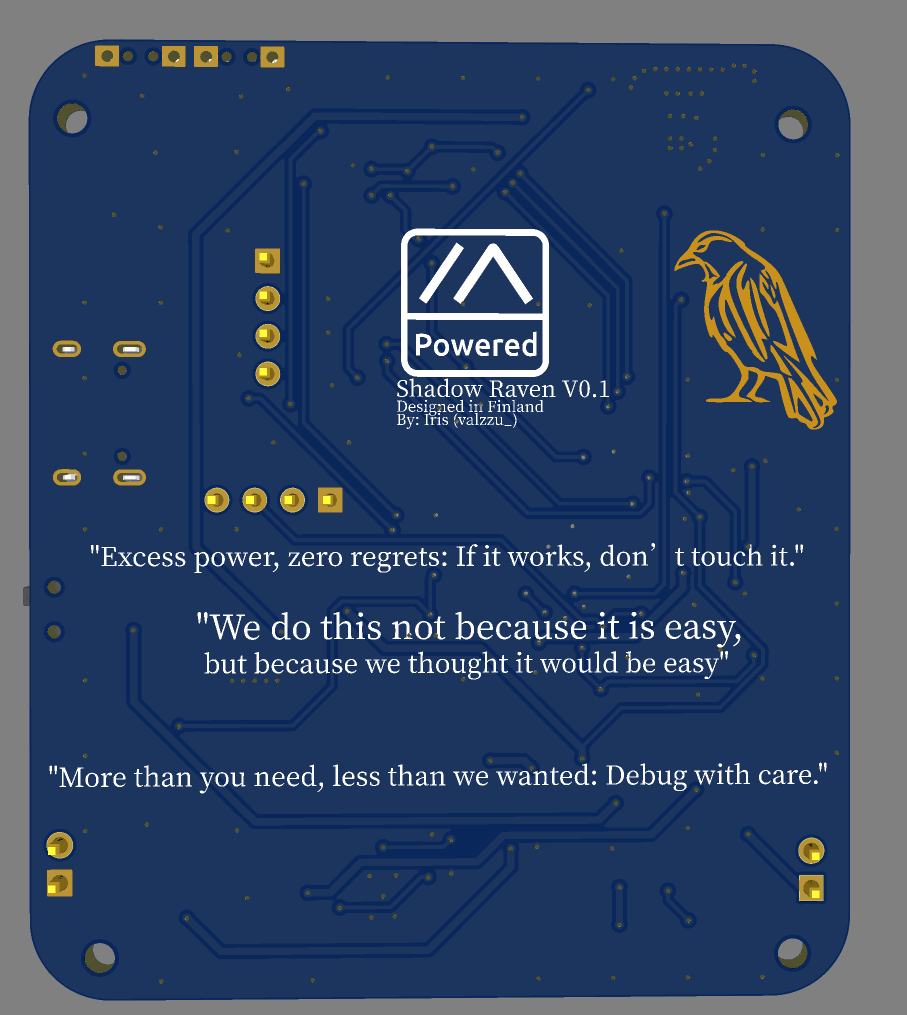 Powered
Shadow Raven V0.1
Designed in Finland
By: Iris (valzzu_)
"Excess power, zero regrets: If it works, don’t touch it."
"We do this not because it is easy,
but because we thought it would be easy"
"More than you need, less than we wanted: Debug with care."